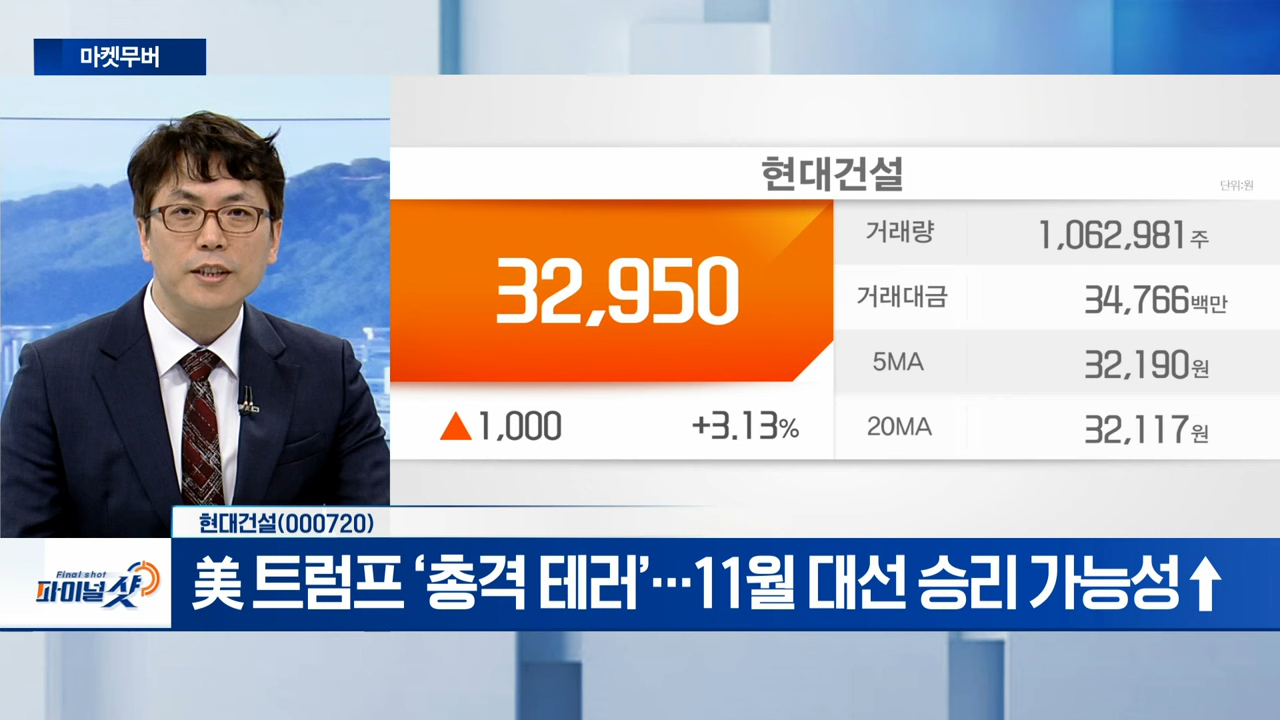 마켓무버
현대건설
단위:원
32,950
▲1,000 +3.13%
거래량 1,062,981주
거래대금 34,766백만
5MA 32,190원
20MA 32,117원
현대건설(000720)
Final shot
파이널샷
美 트럼프 ‘총격 테러’…11월 대선 승리 가능성↑